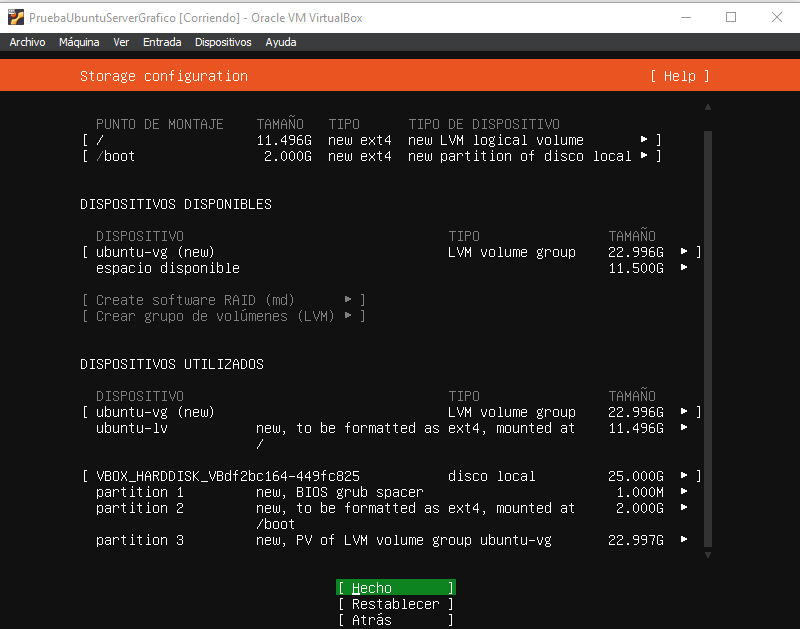 PruebaUbuntuServerGrafico [Corriendo] - Oracle VM VirtualBox
Archivo Máquina Ver Entrada Dispositivos Ayuda
Storage configuration [ Help ]
PUNTO DE MONTAJE TAMAÑO TIPO TIPO DE DISPOSITIVO
[ / 11.496G new ext4 new LVM logical volume ▸ ]
[ /boot 2.000G new ext4 new partition of disco local ▸ ]
DISPOSITIVOS DISPONIBLES
DISPOSITIVO TIPO TAMAÑO
[ ubuntu-vg (new) LVM volume group 22.996G ▸ ]
espacio disponible 11.500G ▸
[ Create software RAID (md) ▸ ]
[ Crear grupo de volúmenes (LVM) ▸ ]
DISPOSITIVOS UTILIZADOS
DISPOSITIVO TIPO TAMAÑO
[ ubuntu-vg (new) LVM volume group 22.996G ▸ ]
ubuntu-lv new, to be formatted as ext4, mounted at 11.496G ▸
/
[ VBOX_HARDDISK_VBdf2bc164-449fc825 disco local 25.000G ▸ ]
partition 1 new, BIOS grub spacer 1.000M ▸
partition 2 new, to be formatted as ext4, mounted at 2.000G ▸
/boot
partition 3 new, PV of LVM volume group ubuntu-vg 22.997G ▸
[ Hecho ]
[ Restablecer ]
[ Atrás ]